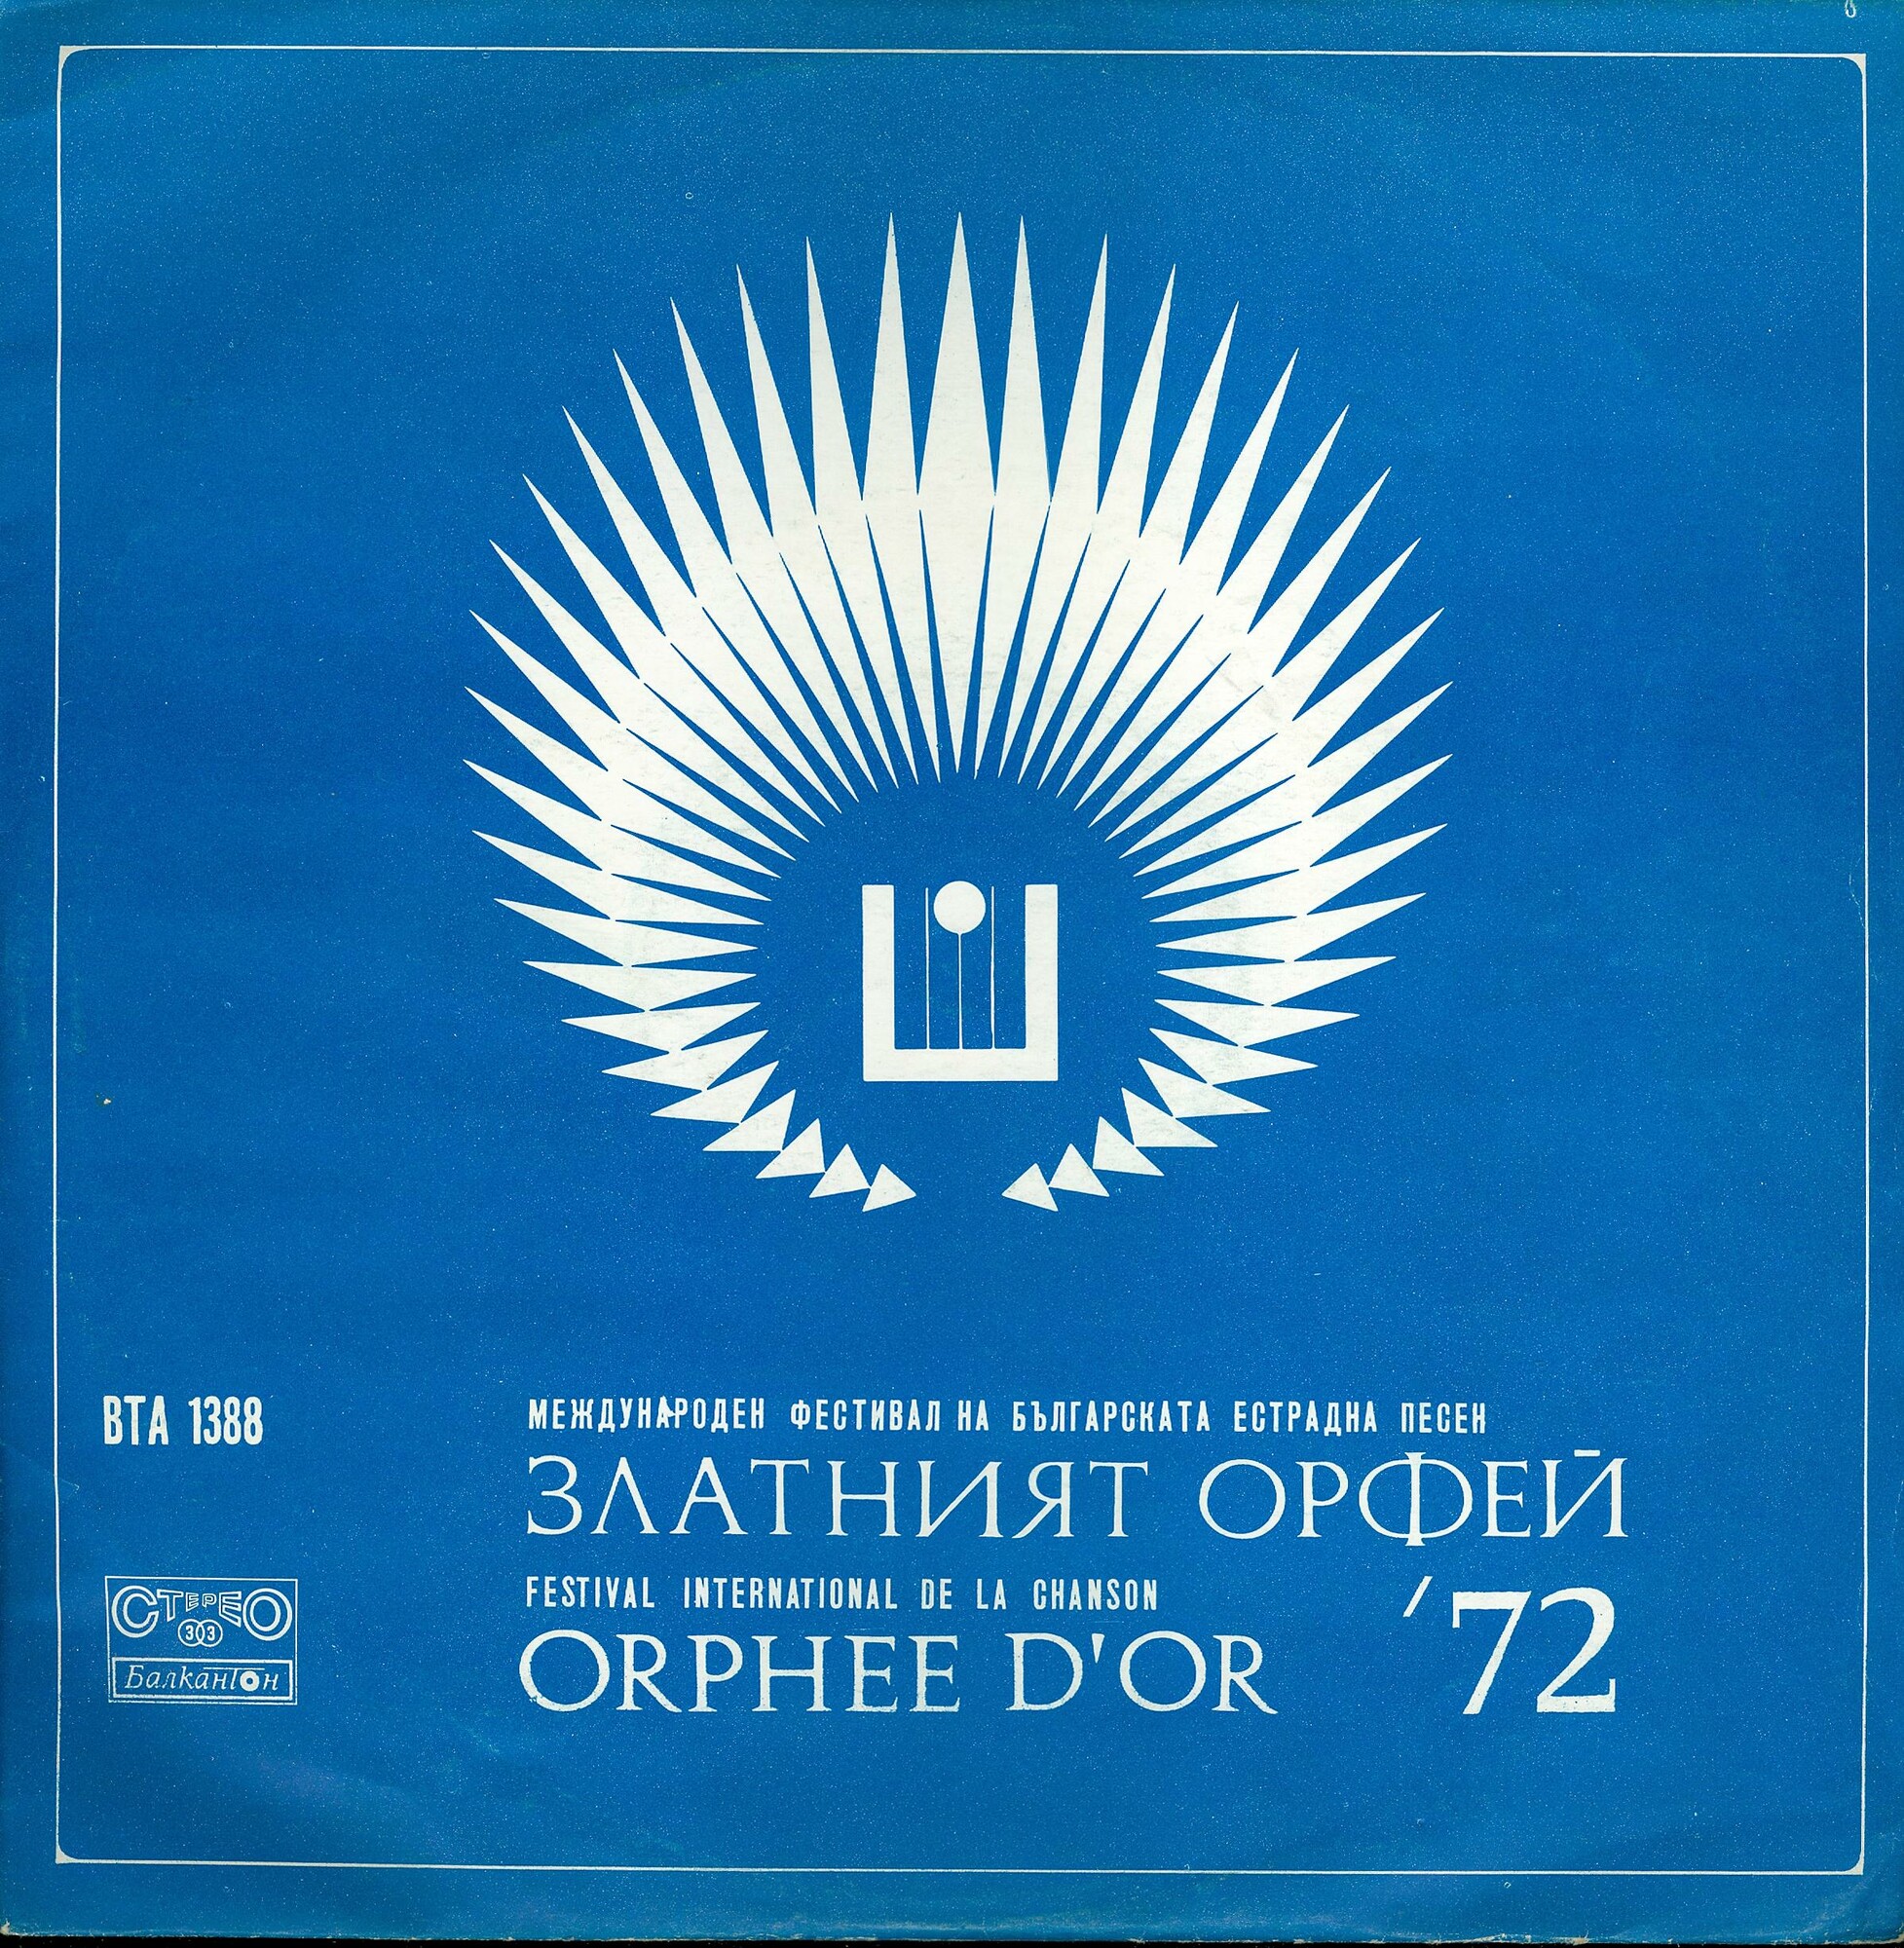 ВТА 1388
МЕЖДУНАРОДЕН ФЕСТИВАЛ НА БЪЛГАРСКАТА ЕСТРАДНА ПЕСЕН
ЗЛАТНИЯТ ОРФЕЙ
FESTIVAL INTERNATIONAL DE LA CHANSON
ORPHEE D'OR '72
СТЕРЕО
33
Балкантон